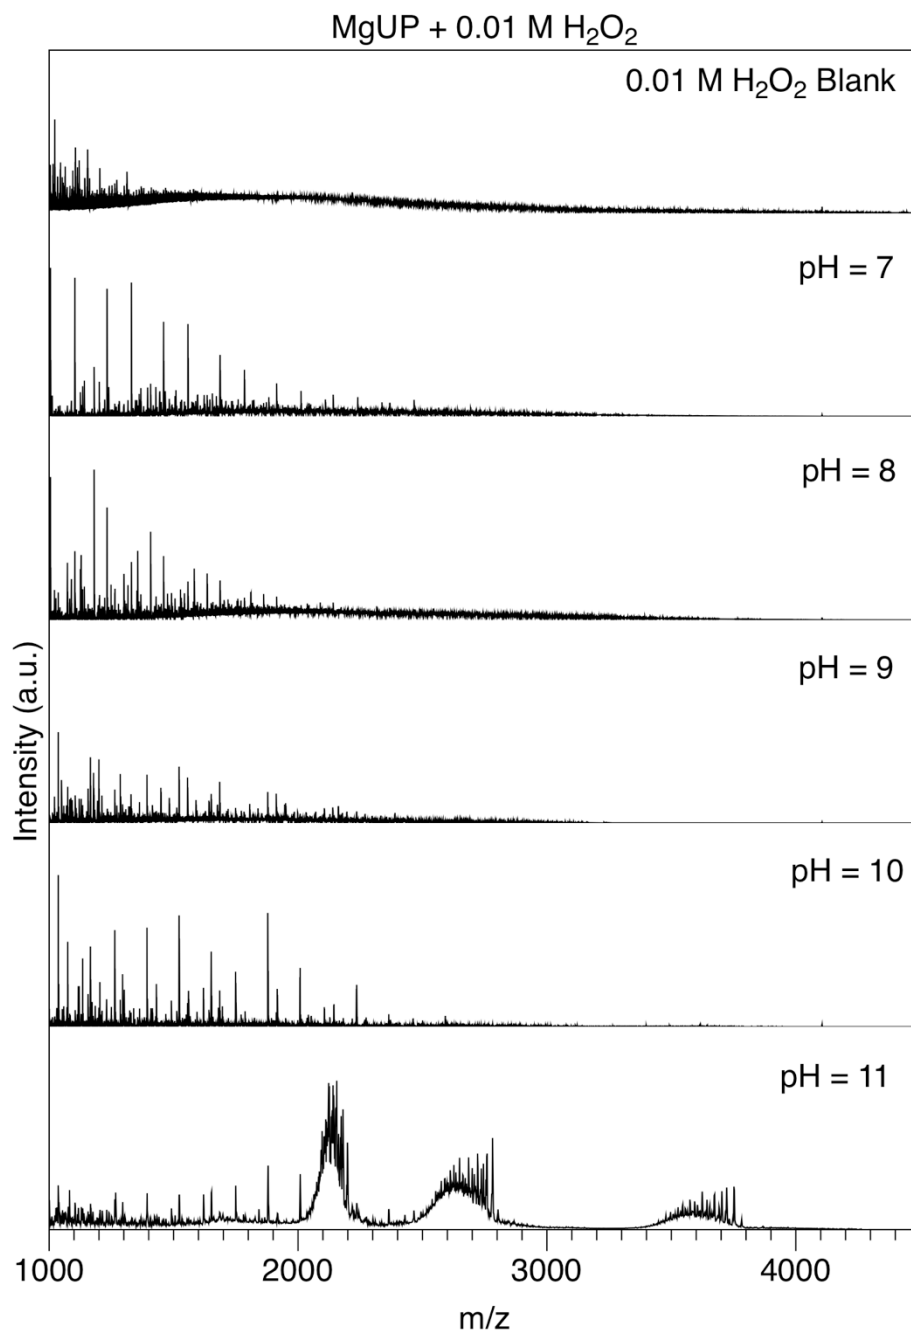 MgUP + 0.01 M H₂O₂
0.01 M H₂O₂ Blank
pH = 7
pH = 8
pH = 9
pH = 10
pH = 11
Intensity (a.u.)
1000 2000 3000 4000
m/z